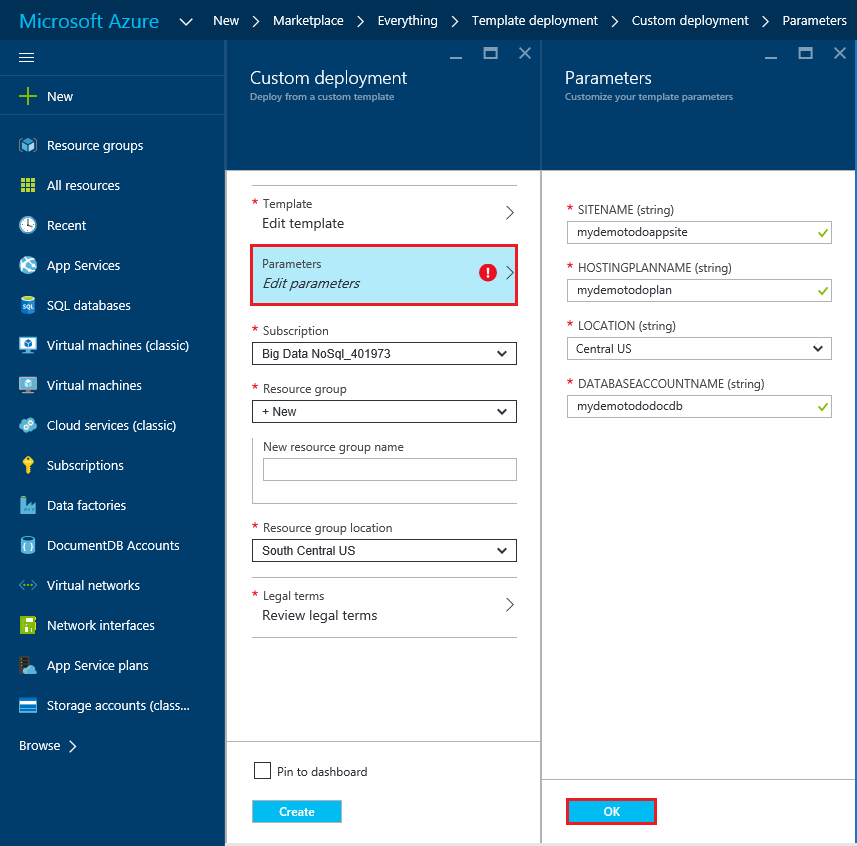 Microsoft Azure New Marketplace Everything Template deployment Custom deployment Parameters
New
Resource groups
All resources
Recent
App Services
SQL databases
Virtual machines (classic)
Virtual machines
Cloud services (classic)
Subscriptions
Data factories
DocumentDB Accounts
Virtual networks
Network interfaces
App Service plans
Storage accounts (class...
Browse
Custom deployment
Deploy from a custom template
* Template
Edit template
Parameters
Edit parameters
!
* Subscription
Big Data NoSql_401973
* Resource group
+ New
New resource group name
* Resource group location
South Central US
* Legal terms
Review legal terms
Pin to dashboard
Create
Parameters
Customize your template parameters
* SITENAME (string)
mydemotodoappsite
* HOSTINGPLANNAME (string)
mydemotodoplan
* LOCATION (string)
Central US
* DATABASEACCOUNTNAME (string)
mydemotododocdb
OK